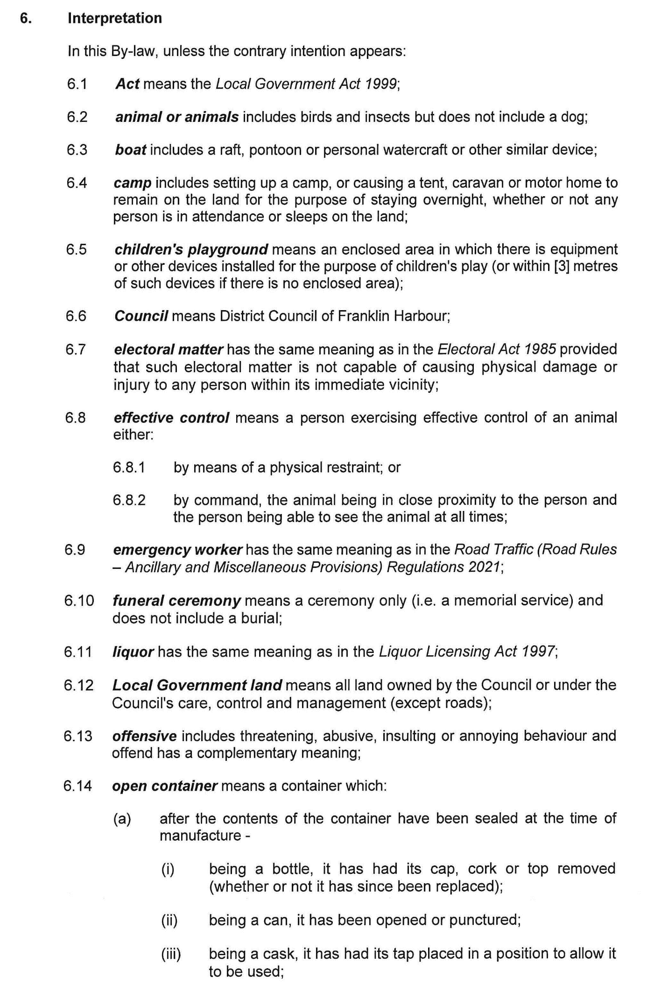 6. Interpretation
In this By-law, unless the contrary intention appears:
6.1 Act means the Local Government Act 1999;
6.2 animal or animals includes birds and insects but does not include a dog;
6.3 boat includes a raft, pontoon or personal watercraft or other similar device;
6.4 camp includes setting up a camp, or causing a tent, caravan or motor home to
remain on the land for the purpose of staying overnight, whether or not any
person is in attendance or sleeps on the land;
6.5 children's playground means an enclosed area in which there is equipment
or other devices installed for the purpose of children's play (or within [3] metres
of such devices if there is no enclosed area);
6.6 Council means District Council of Franklin Harbour;
6.7 electoral matter has the same meaning as in the Electoral Act 1985 provided
that such electoral matter is not capable of causing physical damage or
injury to any person within its immediate vicinity;
6.8 effective control means a person exercising effective control of an animal
either:
6.8.1 by means of a physical restraint; or
6.8.2 by command, the animal being in close proximity to the person and
the person being able to see the animal at all times;
6.9 emergency worker has the same meaning as in the Road Traffic (Road Rules
– Ancillary and Miscellaneous Provisions) Regulations 2021;
6.10 funeral ceremony means a ceremony only (i.e. a memorial service) and
does not include a burial;
6.11 liquor has the same meaning as in the Liquor Licensing Act 1997;
6.12 Local Government land means all land owned by the Council or under the
Council's care, control and management (except roads);
6.13 offensive includes threatening, abusive, insulting or annoying behaviour and
offend has a complementary meaning;
6.14 open container means a container which:
(a) after the contents of the container have been sealed at the time of
manufacture -
(i) being a bottle, it has had its cap, cork or top removed
(whether or not it has since been replaced);
(ii) being a can, it has been opened or punctured;
(iii) being a cask, it has had its tap placed in a position to allow it
to be used;